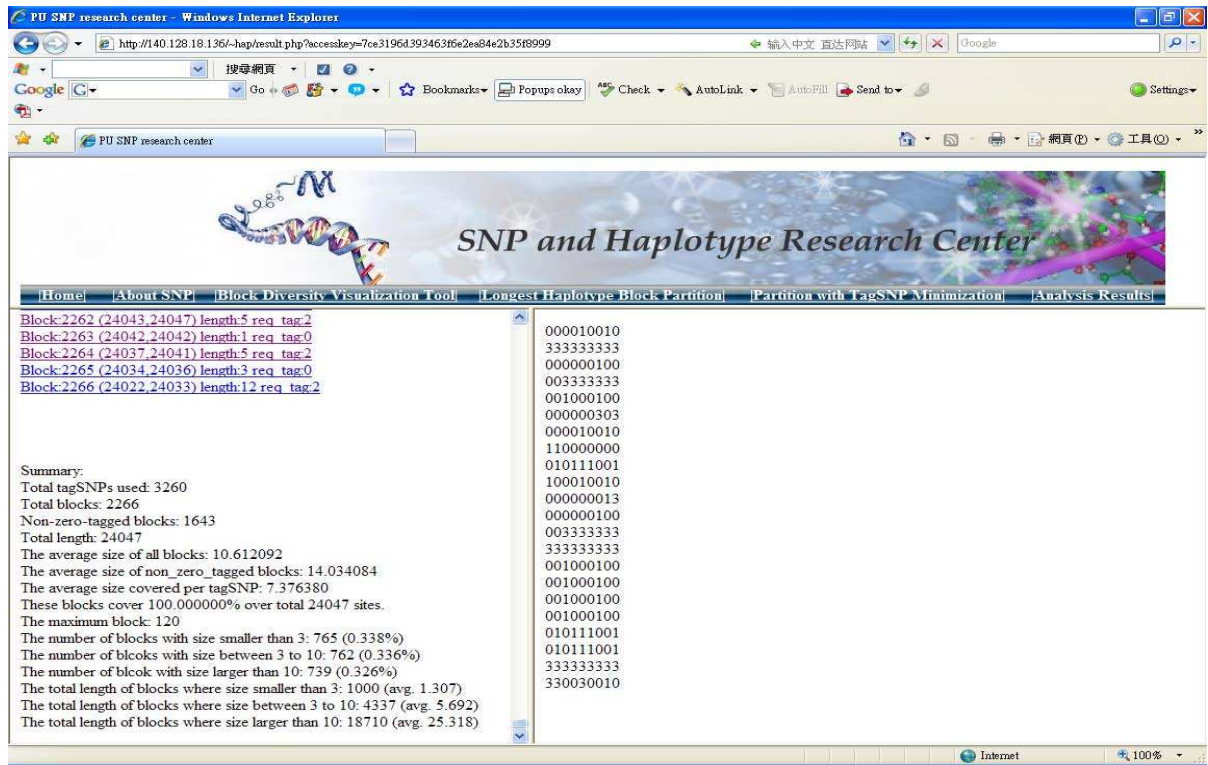 PU SNP research center - Windows Internet Explorer
http://140.128.18.136/~hap/result.php?accesskey=7ce3196d393463f6e2ea84e2b35f8999
输入中文 直达网站
Google
搜尋網頁
Google
Go
Bookmarks
Popups okay
Check
AutoLink
AutoFill
Send to
Settings
PU SNP research center
網頁(P)
工具(O)
SNP and Haplotype Research Center
|Home| |About SNP| |Block Diversity Visualization Tool| |Longest Haplotype Block Partition| |Partition with TagSNP Minimization| |Analysis Results|
Block:2262 (24043,24047) length:5 req_tag:2
Block:2263 (24042,24042) length:1 req_tag:0
Block:2264 (24037,24041) length:5 req_tag:2
Block:2265 (24034,24036) length:3 req_tag:0
Block:2266 (24022,24033) length:12 req_tag:2
Summary:
Total tagSNPs used: 3260
Total blocks: 2266
Non-zero-tagged blocks: 1643
Total length: 24047
The average size of all blocks: 10.612092
The average size of non_zero_tagged blocks: 14.034084
The average size covered per tagSNP: 7.376380
These blocks cover 100.000000% over total 24047 sites.
The maximum block: 120
The number of blocks with size smaller than 3: 765 (0.338%)
The number of blcoks with size between 3 to 10: 762 (0.336%)
The number of blcok with size larger than 10: 739 (0.326%)
The total length of blocks where size smaller than 3: 1000 (avg. 1.307)
The total length of blocks where size between 3 to 10: 4337 (avg. 5.692)
The total length of blocks where size larger than 10: 18710 (avg. 25.318)
000010010
333333333
000000100
003333333
001000100
000000303
000010010
110000000
010111001
100010010
000000013
000000100
003333333
333333333
001000100
001000100
001000100
001000100
010111001
010111001
333333333
330030010
Internet
100%